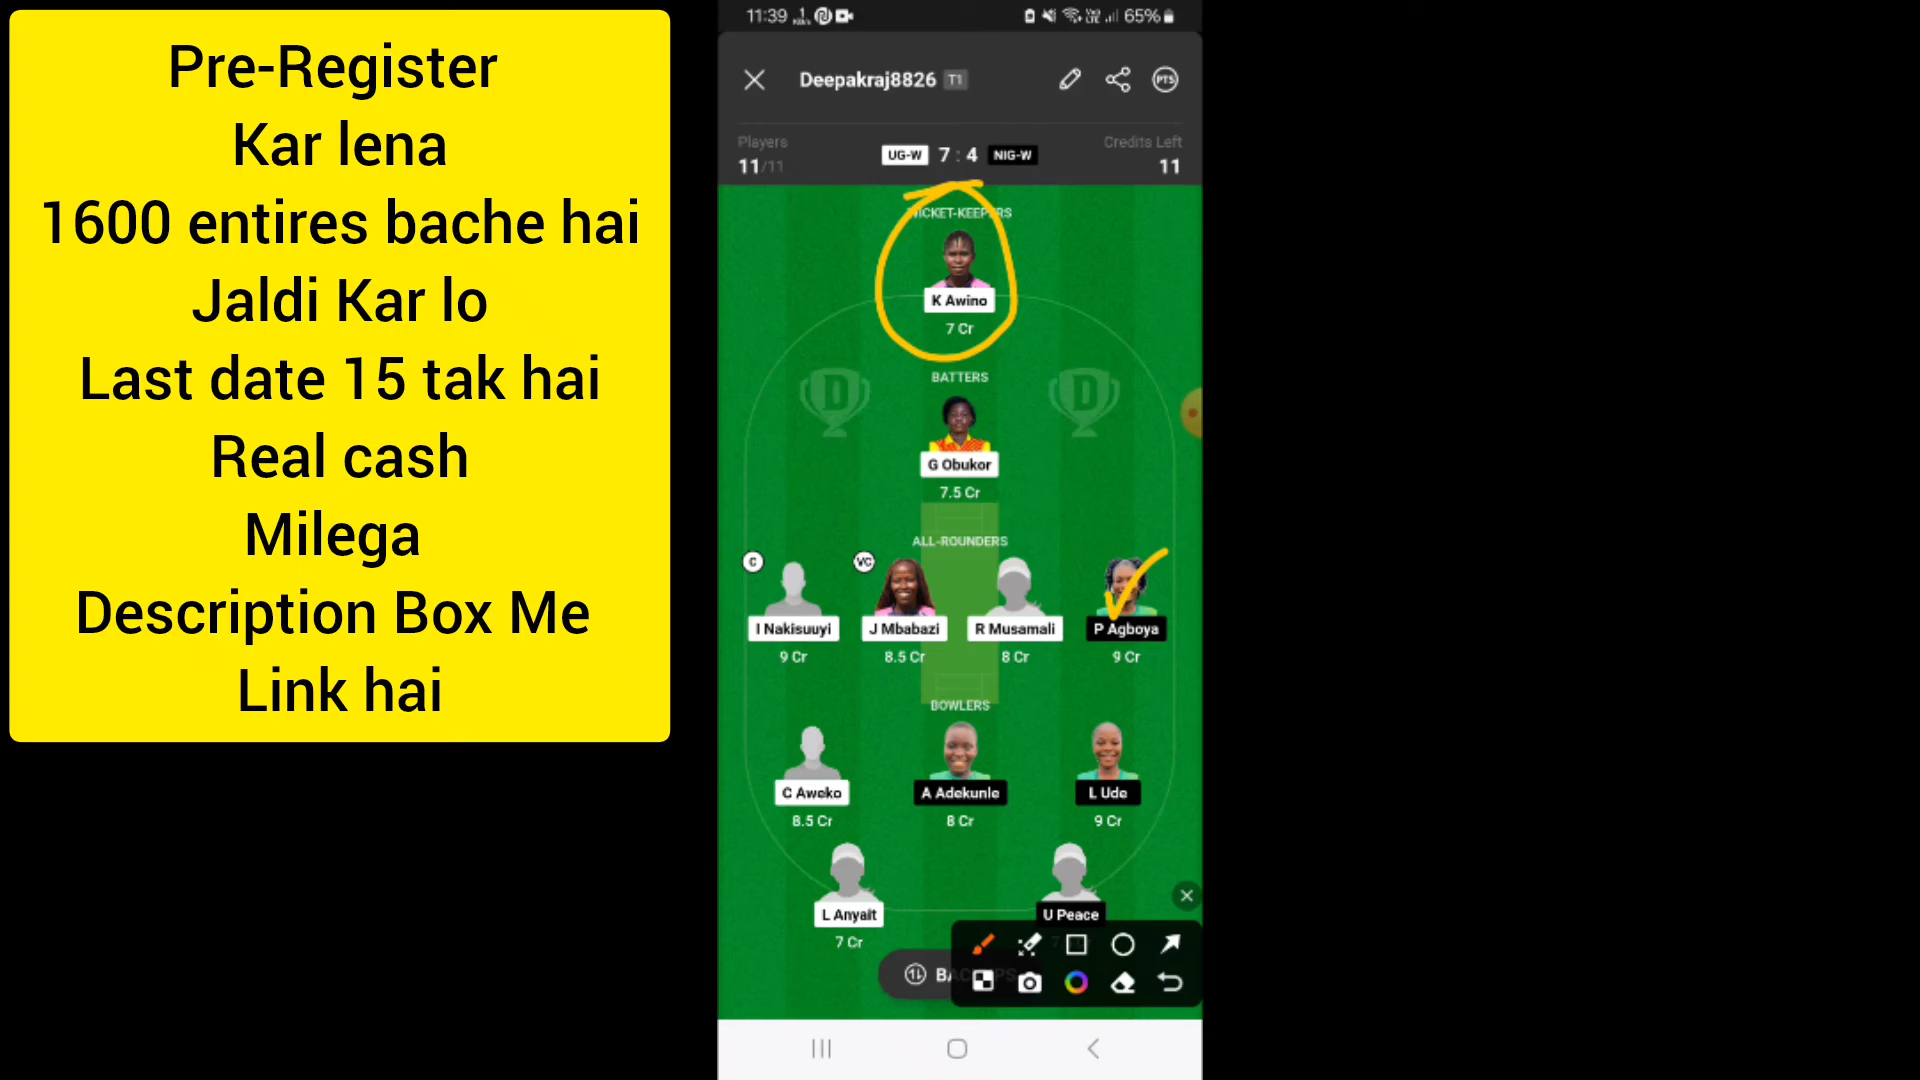 Pre-Register
Kar lena
1600 entires bache hai
Jaldi Kar lo
Last date 15 tak hai
Real cash
Milega
Description Box Me
Link hai
11:39
65%
Deepakraj8826 T1
PTS
Players
Credits Left
11/11
UG-W 7 : 4 NIG-W
11
WICKET-KEEPERS
K Awino
7 Cr
BATTERS
G Obukor
7.5 Cr
ALL-ROUNDERS
C
VC
I Nakisuuyi
J Mbabazi
R Musamali
P Agboya
9 Cr
8.5 Cr
8 Cr
9 Cr
BOWLERS
C Aweko
A Adekunle
L Ude
8.5 Cr
8 Cr
9 Cr
L Anyait
U Peace
7 Cr